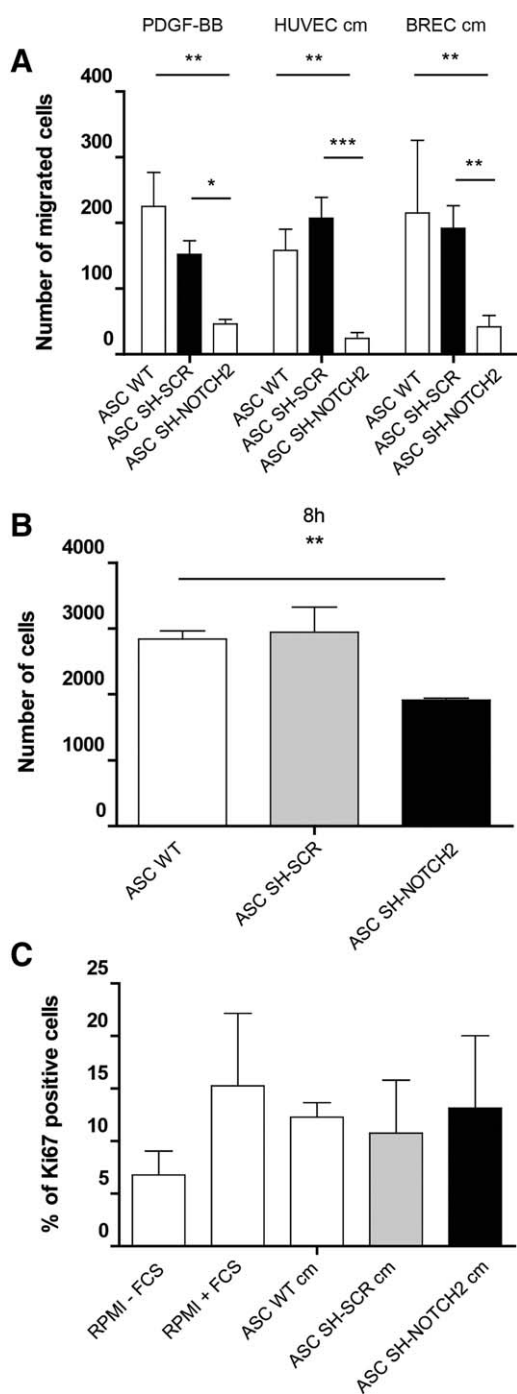 PDGF-BB HUVEC cm BREC cm
A
** ** **
*** 
* **
Number of migrated cells
400
300
200
100
0
ASC WT
ASC SH-SCR
ASC SH-NOTCH2
ASC WT
ASC SH-SCR
ASC SH-NOTCH2
ASC WT
ASC SH-SCR
ASC SH-NOTCH2
B
8h
**
Number of cells
4000
3000
2000
1000
0
ASC WT
ASC SH-SCR
ASC SH-NOTCH2
C
% of Ki67 positive cells
25
20
15
10
5
0
RPMI - FCS
RPMI + FCS
ASC WT cm
ASC SH-SCR cm
ASC SH-NOTCH2 cm